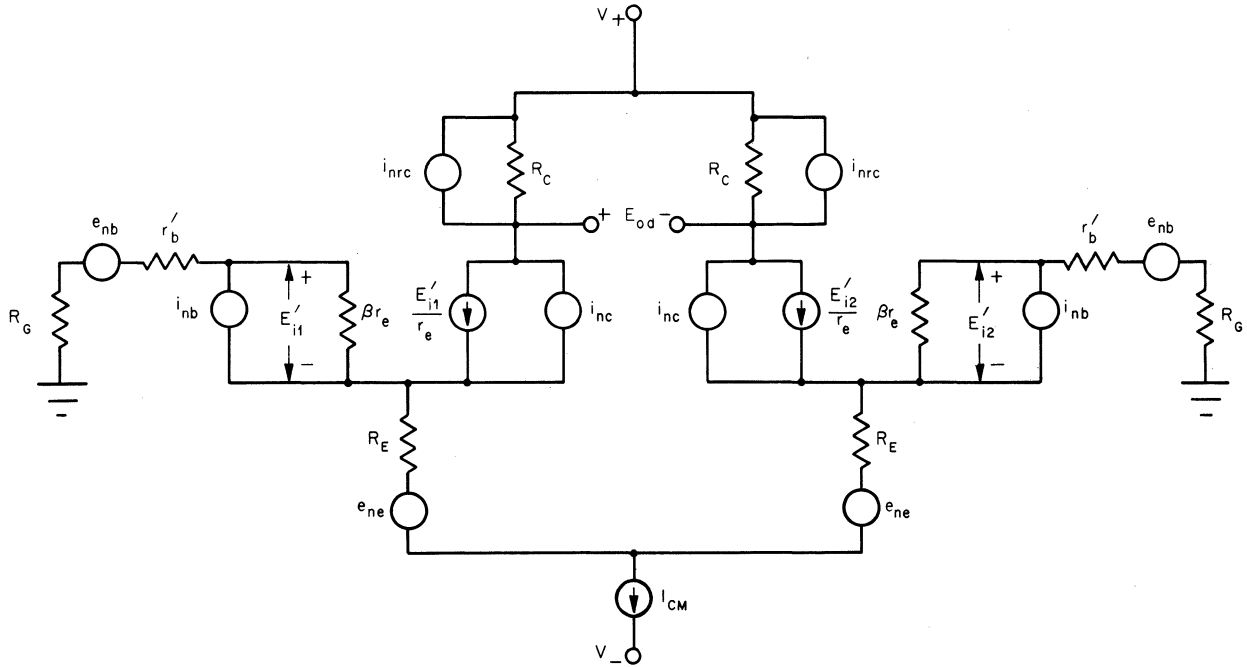 V+
i_nrc
R_C
R_C
i_nrc
+ E_od -
e_nb
r_b′
r_b′
e_nb
R_G
i_nb
+
E′_i1
-
βr_e
E′_i1
r_e
i_nc
i_nc
E′_i2
r_e
βr_e
+
E′_i2
-
i_nb
R_G
R_E
R_E
e_ne
e_ne
I_CM
V-